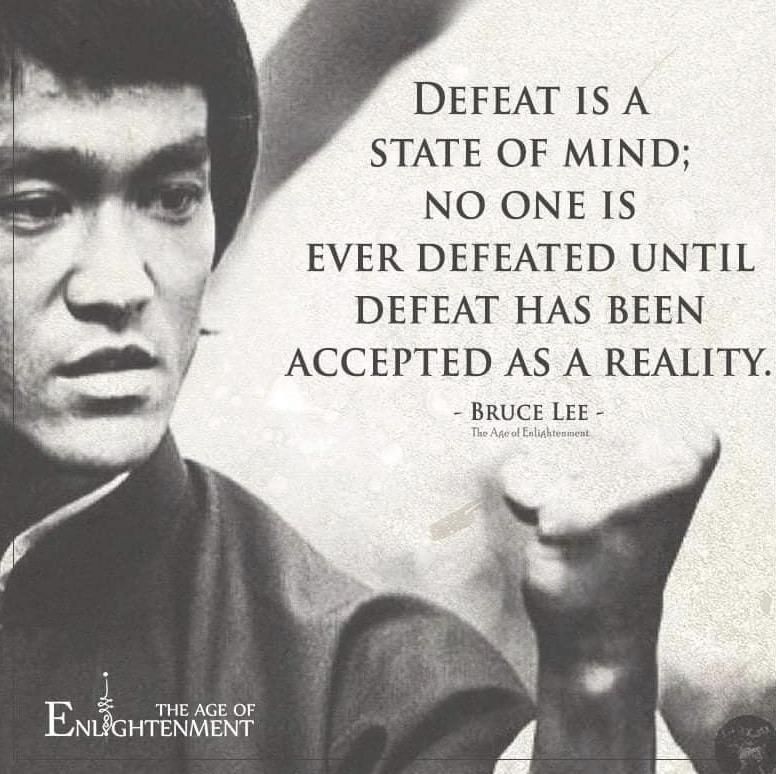 DEFEAT IS A
STATE OF MIND;
NO ONE IS
EVER DEFEATED UNTIL
DEFEAT HAS BEEN
ACCEPTED AS A REALITY.
- BRUCE LEE -
The Age of Enlightenment
THE AGE OF
ENLIGHTENMENT